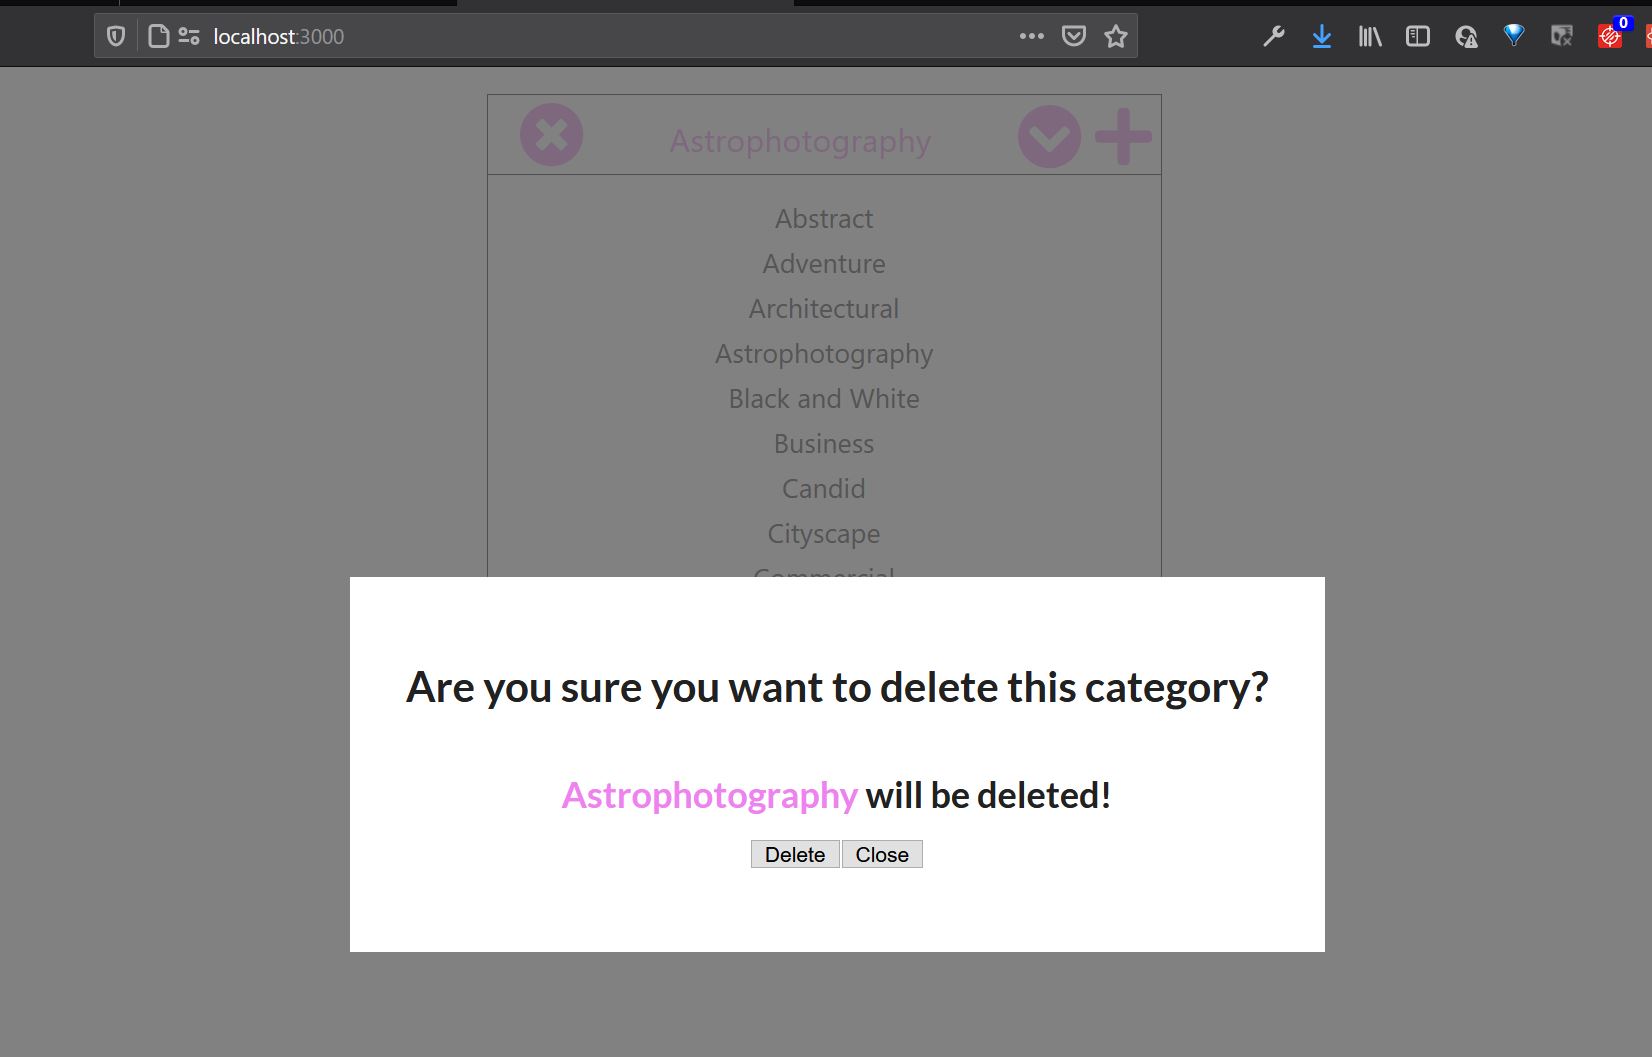 localhost:3000
0
Astrophotography
Abstract
Adventure
Architectural
Astrophotography
Black and White
Business
Candid
Cityscape
Commercial
Are you sure you want to delete this category?
Astrophotography will be deleted!
Delete Close